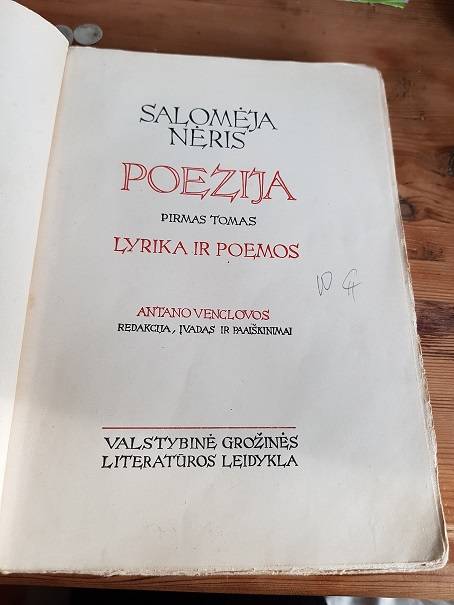 SALOMĖJA
NĖRIS
POEZIJA
PIRMAS TOMAS
LYRIKA IR POEMOS
ANTANO VENCLOVOS
REDAKCIJA, ĮVADAS IR PAAIŠKINIMAI
VALSTYBINĖ GROŽINĖS
LITERATŪROS LEIDYKLA